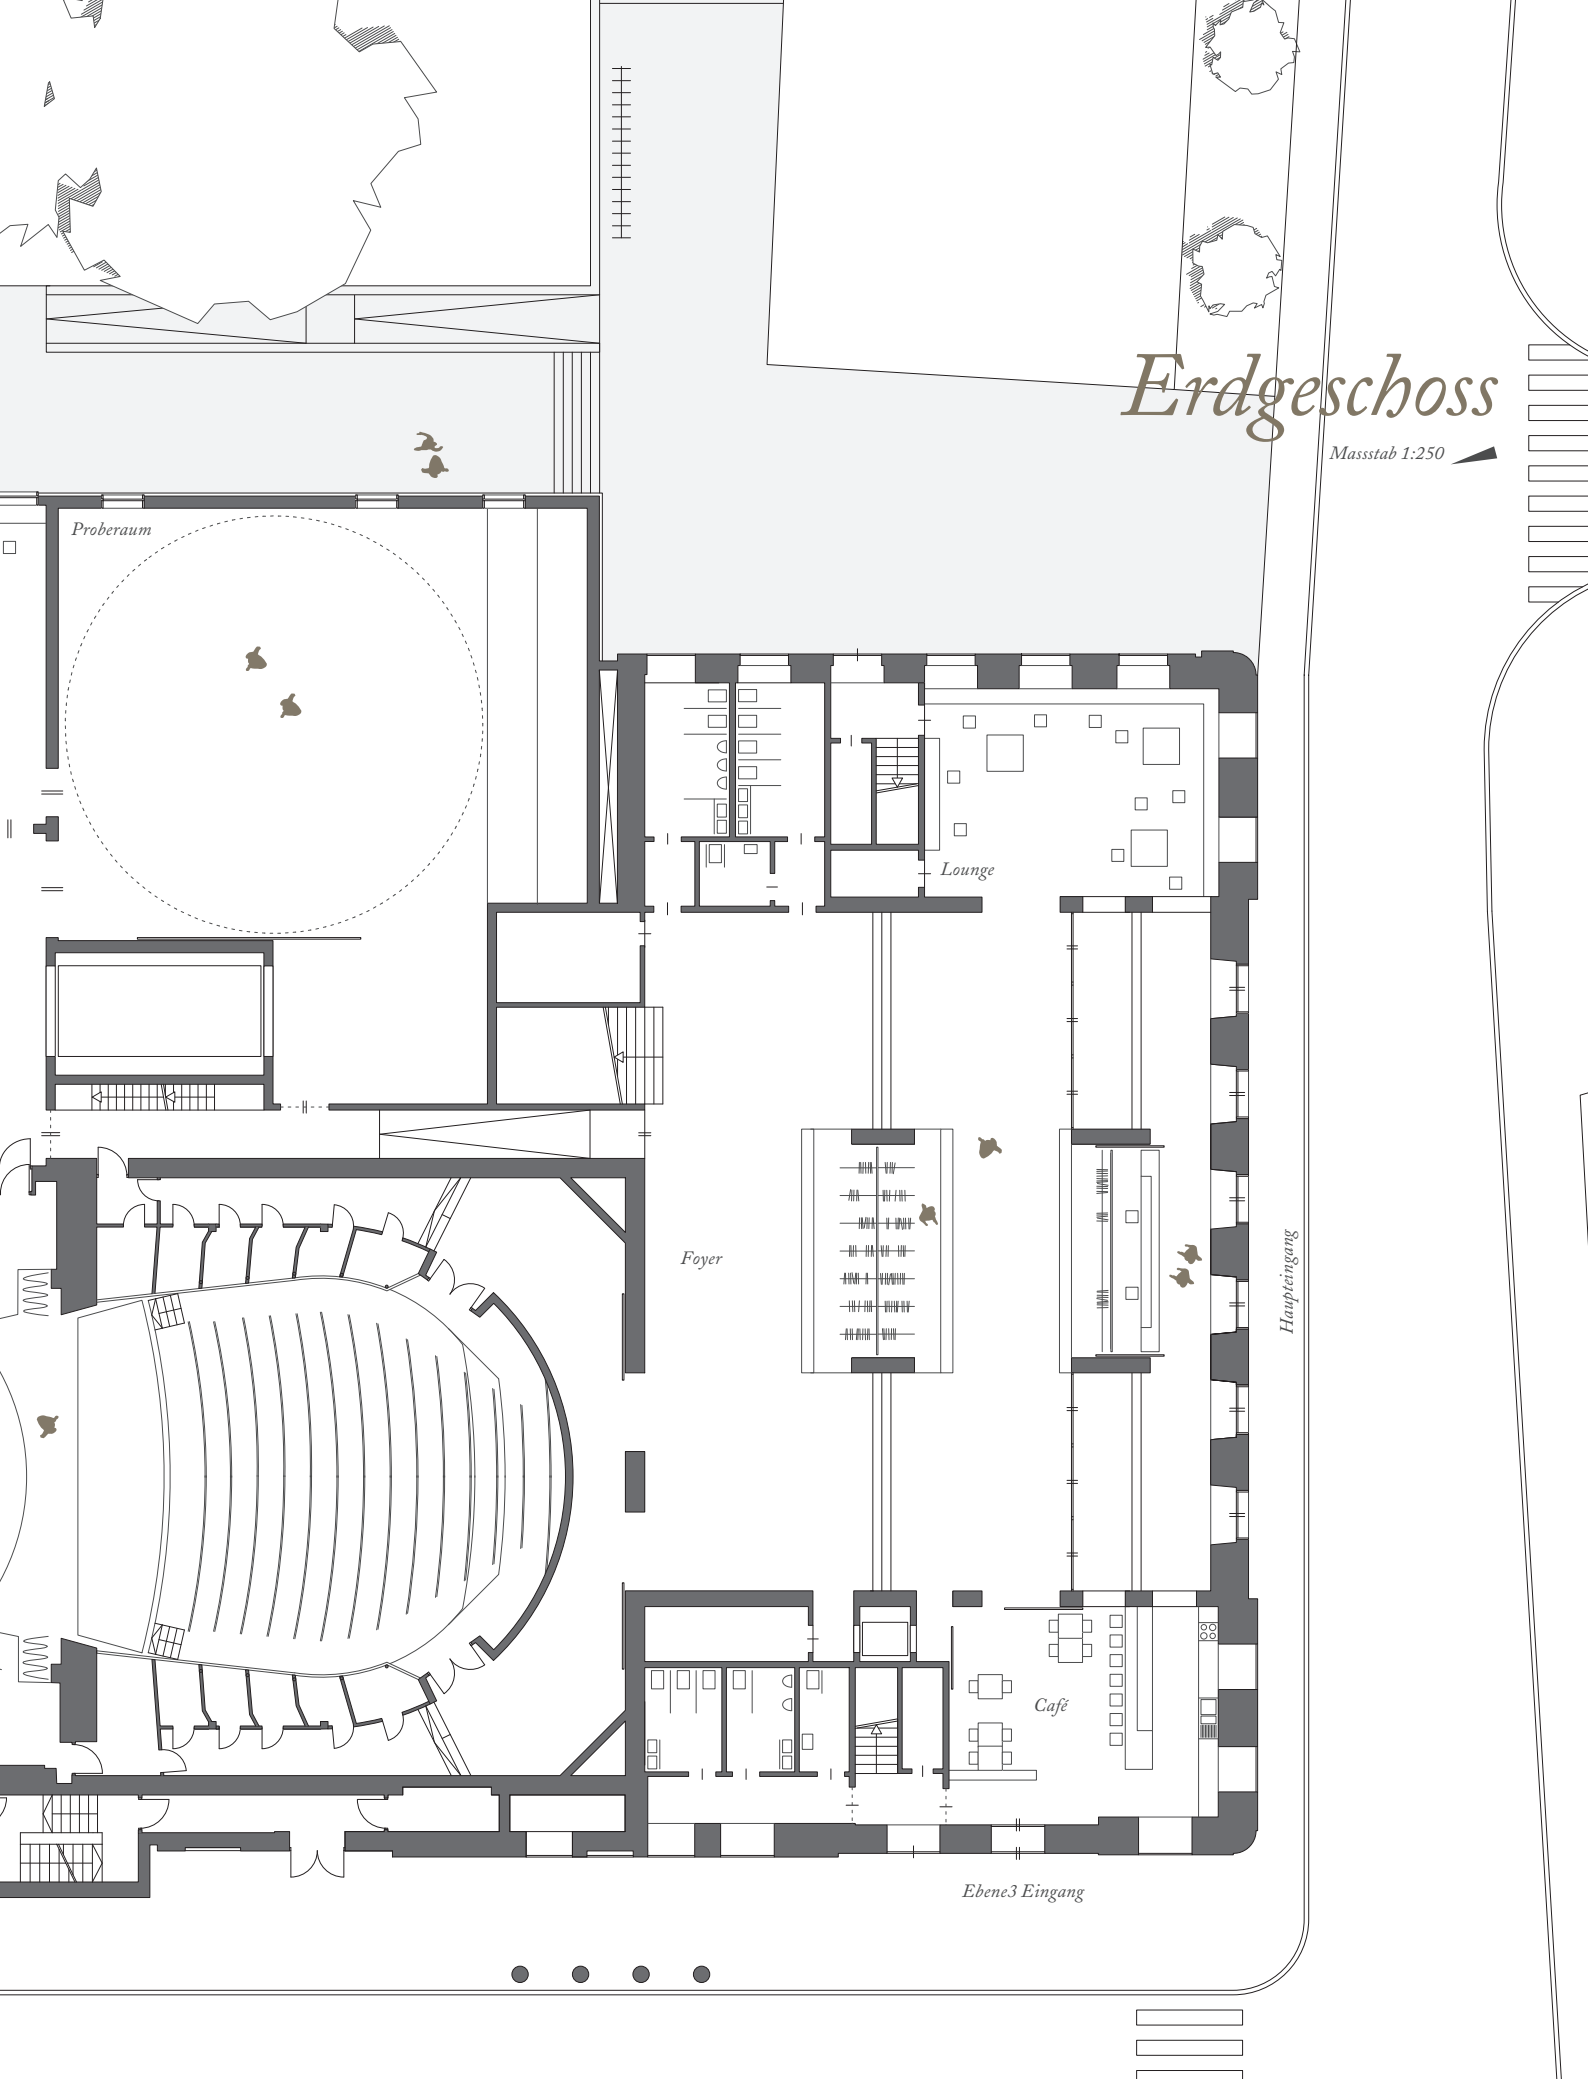 Erdgeschoss
Massstab 1:250
Proberaum
Lounge
Foyer
Haupteingang
Café
Ebene3 Eingang